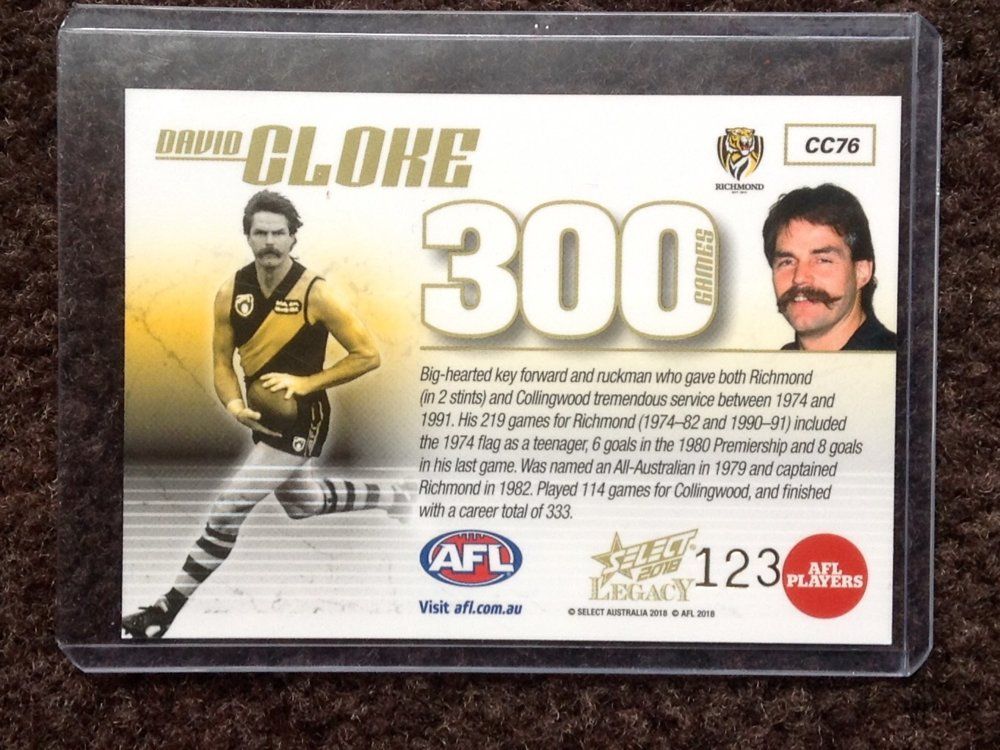 DAVID CLOKE
RICHMOND
CC76
300 GAMES
Big-hearted key forward and ruckman who gave both Richmond
(in 2 stints) and Collingwood tremendous service between 1974 and
1991. His 219 games for Richmond (1974–82 and 1990–91) included
the 1974 flag as a teenager, 6 goals in the 1980 Premiership and 8 goals
in his last game. Was named an All-Australian in 1979 and captained
Richmond in 1982. Played 114 games for Collingwood, and finished
with a career total of 333.
AFL
Visit afl.com.au
SELECT
2018
LEGACY
123
AFL
PLAYERS
© SELECT AUSTRALIA 2018 © AFL 2018